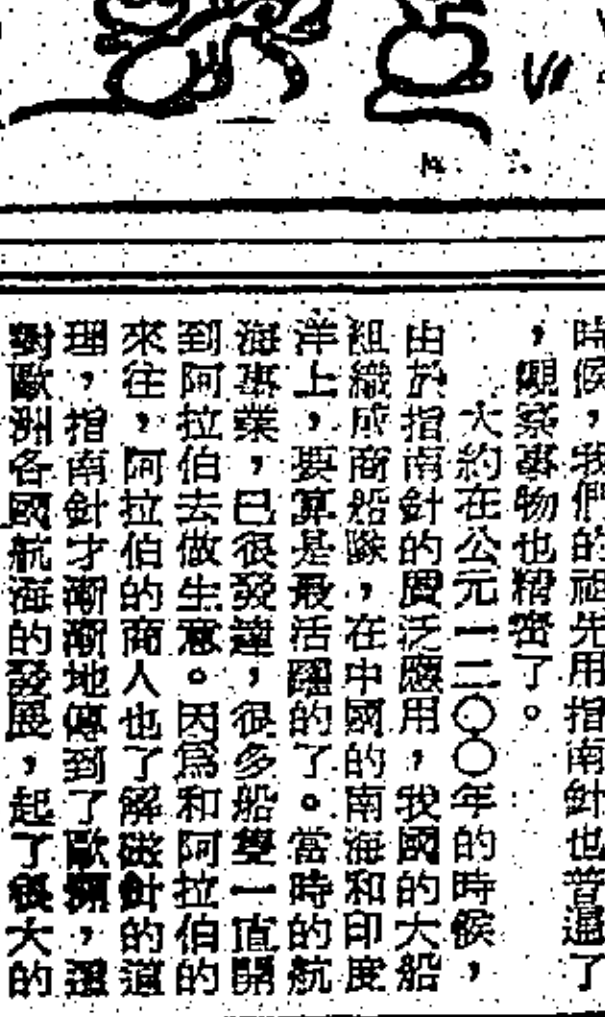 時候，我們的祖先用指南針也普遍了
，觀察事物也精密了。
大約在公元一二〇〇年的時候，
由於指南針的廣泛應用，我國的大船
組織成商船隊，在中國的南海和印度
洋上，要算是最活躍的了。當時的航
海事業，已很發達，很多船隻一直開
到阿拉伯去做生意。因爲和阿拉伯的
來往，阿拉伯的商人也了解磁針的道
理，指南針才漸漸地傳到了歐洲，這
對歐洲各國航海的發展，起了很大的